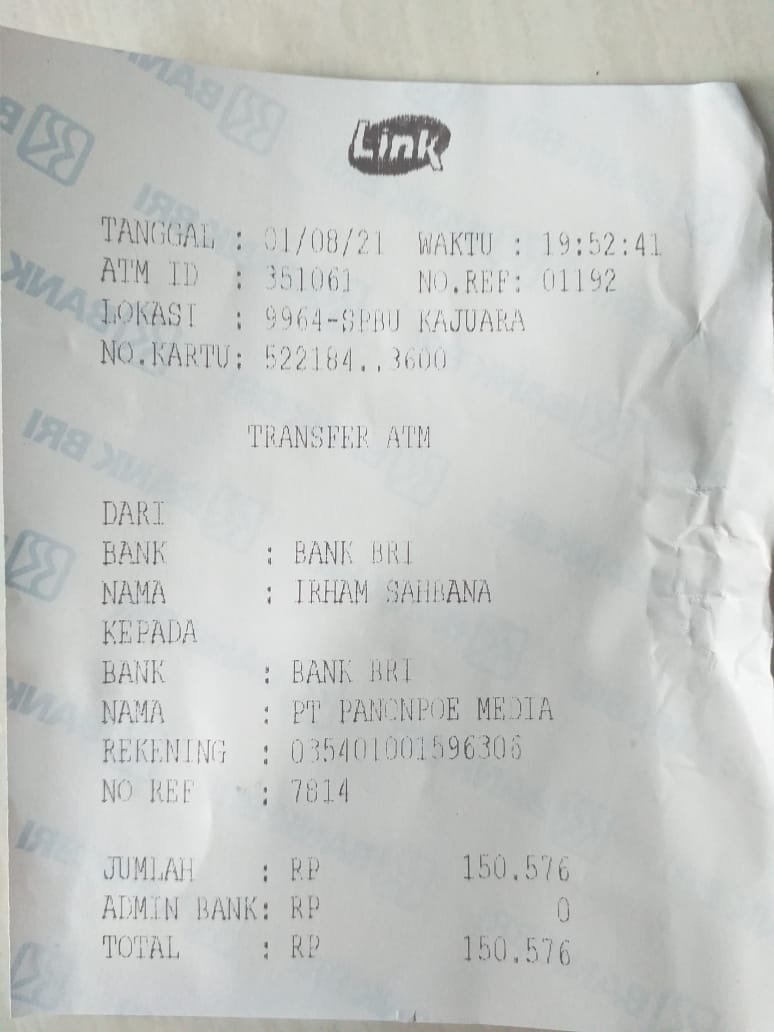 Link
TANGGAL : 01/08/21 WAKTU : 19:52:41
ATM ID : 351061 NO.REF: 01192
LOKASI : 9964-SPBU KAJUARA
NO.KARTU: 522184..3600
TRANSFER ATM
DARI
BANK : BANK BRI
NAMA : IRHAM SAHBANA
KEPADA
BANK : BANK BRI
NAMA : PT PANONPOE MEDIA
REKENING : 035401001596306
NO REF : 7814
JUMLAH : RP 150.576
ADMIN BANK: RP 0
TOTAL : RP 150.576